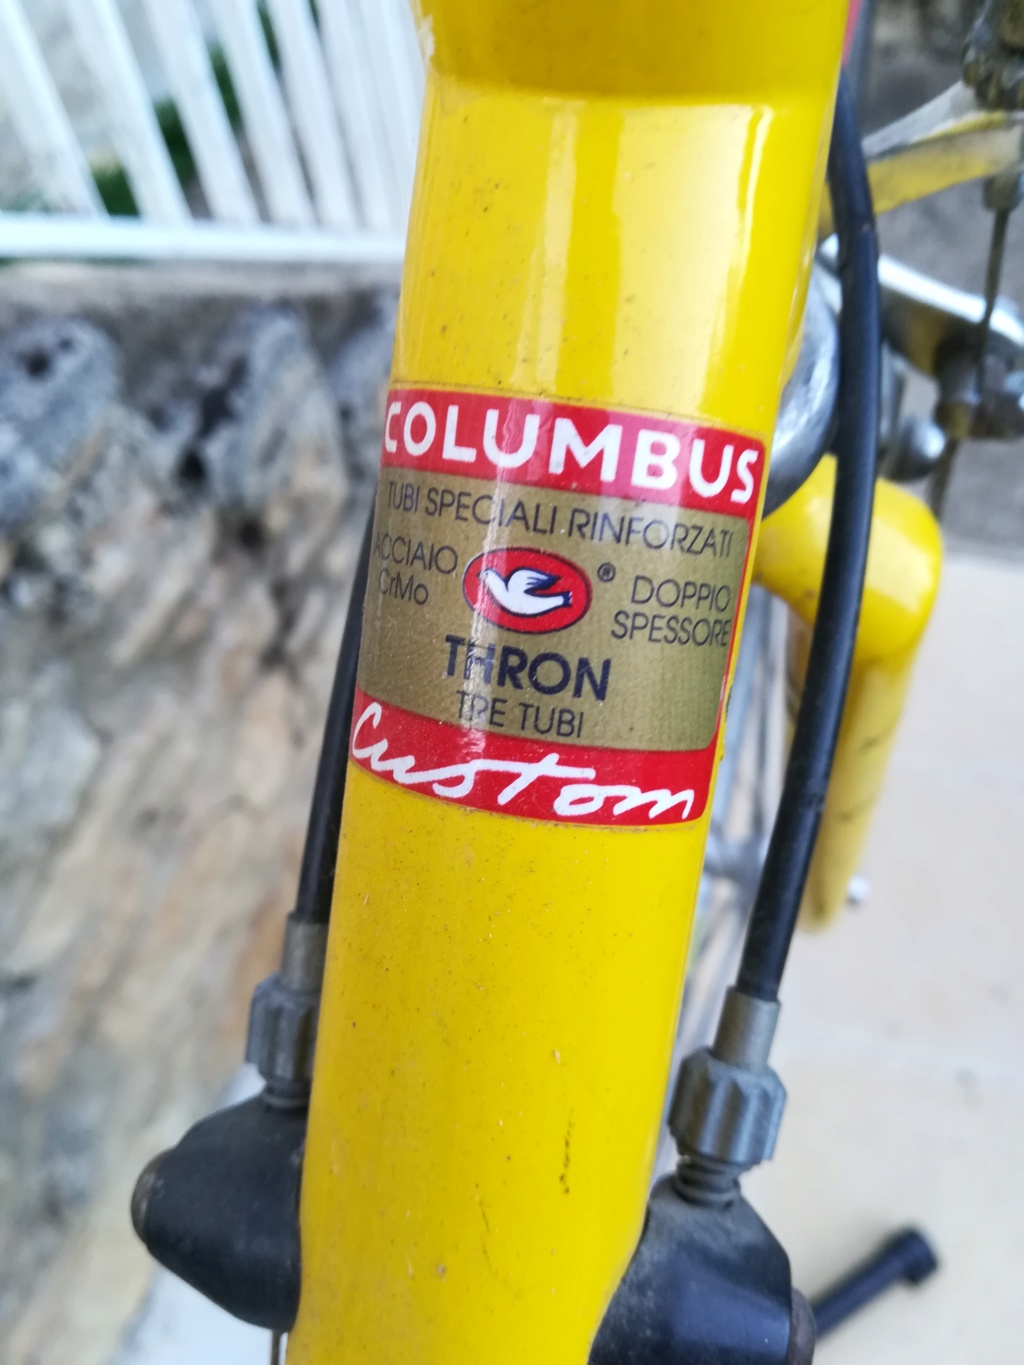 COLUMBUS
TUBI SPECIALI RINFORZATI
ACCIAIO
CrMo
®
DOPPIO
SPESSORE
THRON
TRE TUBI
Custom